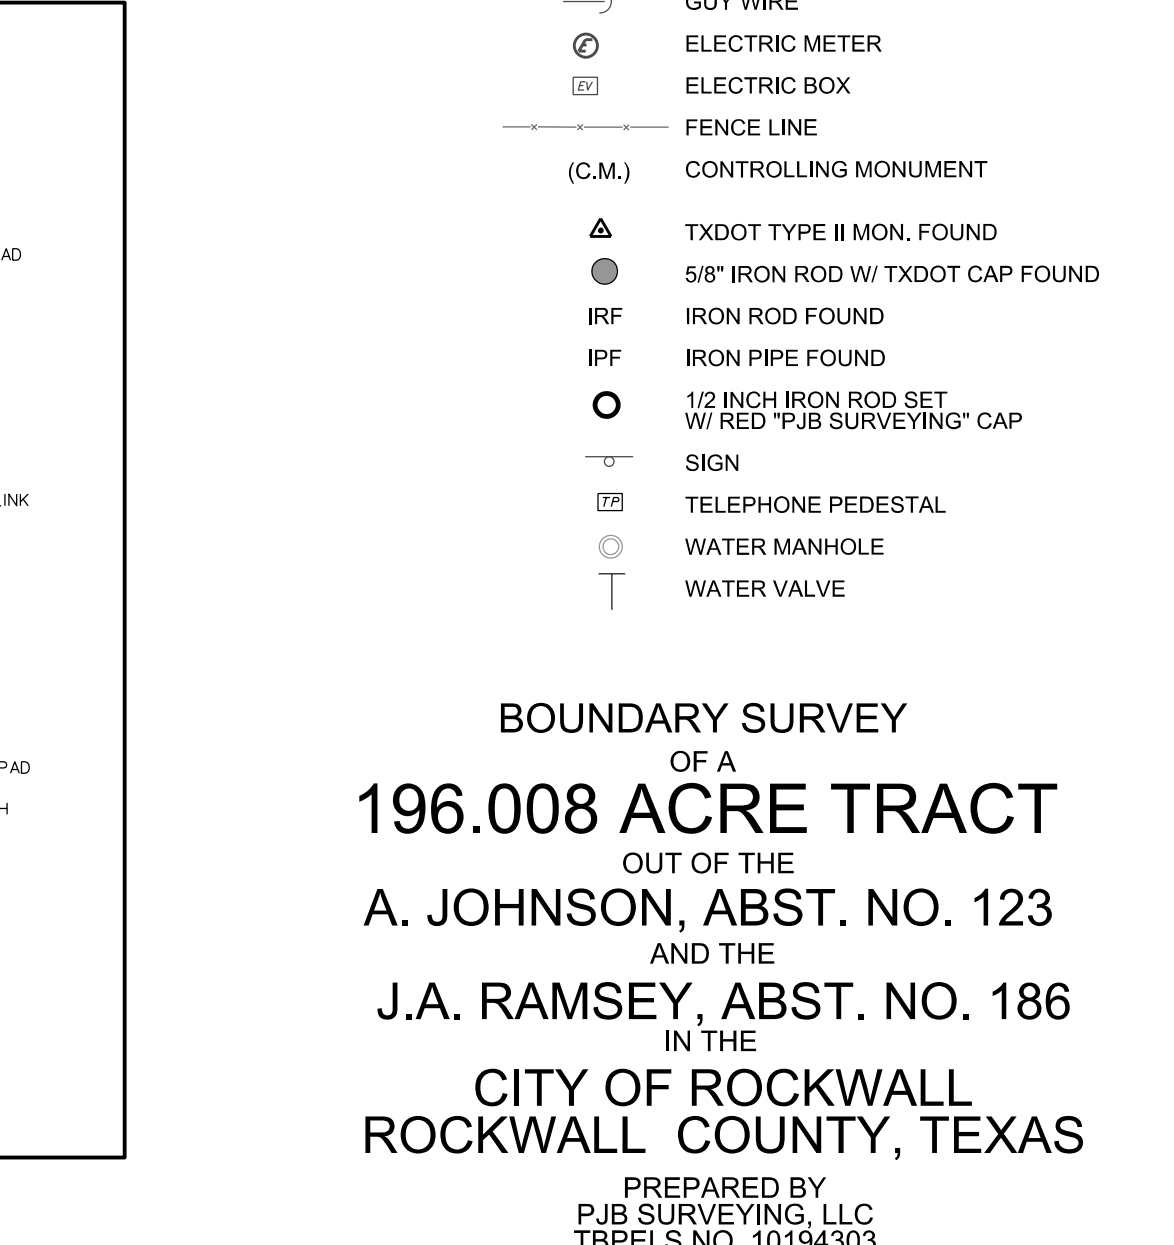 GUY WIRE
E ELECTRIC METER
EV ELECTRIC BOX
FENCE LINE
(C.M.) CONTROLLING MONUMENT
TXDOT TYPE II MON. FOUND
5/8" IRON ROD W/ TXDOT CAP FOUND
IRF IRON ROD FOUND
IPF IRON PIPE FOUND
1/2 INCH IRON ROD SET
W/ RED "PJB SURVEYING" CAP
SIGN
TP TELEPHONE PEDESTAL
WATER MANHOLE
WATER VALVE
AD
INK
PAD
H
BOUNDARY SURVEY
OF A
196.008 ACRE TRACT
OUT OF THE
A. JOHNSON, ABST. NO. 123
AND THE
J.A. RAMSEY, ABST. NO. 186
IN THE
CITY OF ROCKWALL
ROCKWALL COUNTY, TEXAS
PREPARED BY
PJB SURVEYING, LLC
TBPELS NO. 10194303